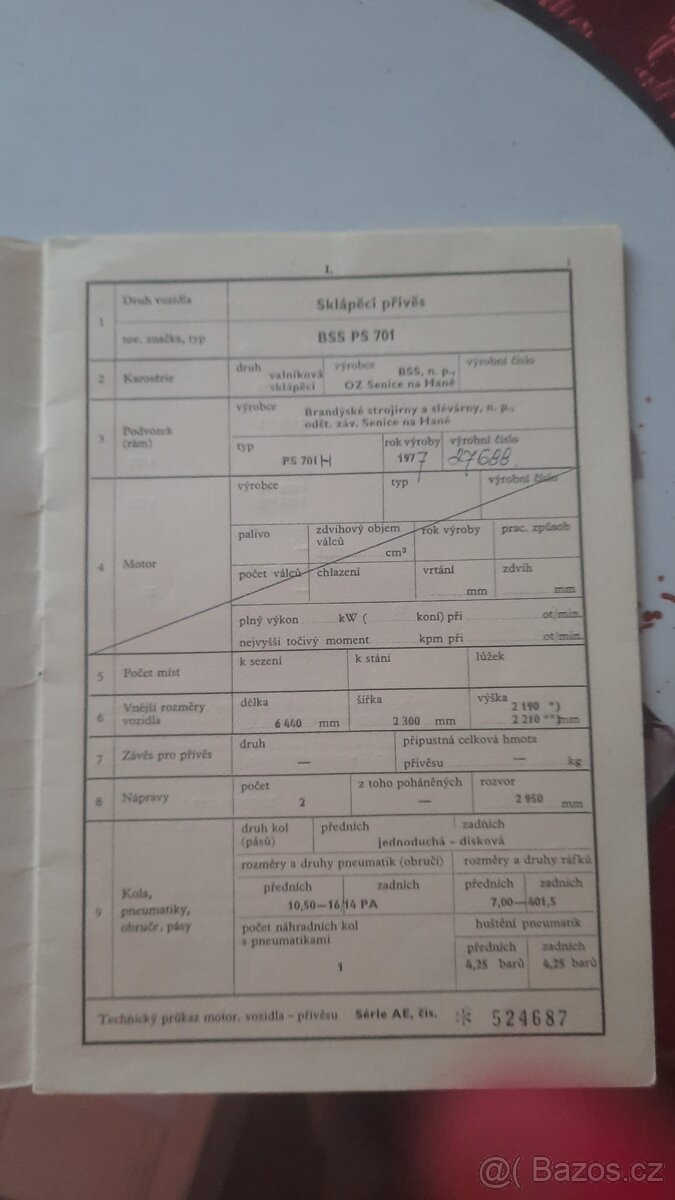 I.
1
Druh vozidla
Sklápěcí přívěs
tov. značka, typ
BSS PS 701
2
Karosérie
druh
valníková
sklápěcí
výrobce
BSS, n. p.,
OZ Senice na Hané
výrobní číslo
3
Podvozek
(rám)
výrobce
Brandýské strojírny a slévárny, n. p.,
odšt. záv. Senice na Hané
typ
PS 701 H
rok výroby
1977
výrobní číslo
27688
4
Motor
výrobce
typ
výrobní číslo
palivo
zdvihový objem
válců
cm³
rok výroby
prac. způsob
počet válců
chlazení
vrtání
mm
zdvih
mm
plný výkon kW ( koní) při ot/min.
nejvyšší točivý moment kpm při ot/min.
5
Počet míst
k sezení
k stání
lůžek
6
Vnější rozměry
vozidla
délka
6 440 mm
šířka
2 300 mm
výška
2 190 *)
2 210 **) mm
7
Závěs pro přívěs
druh
—
přípustná celková hmota
přívěsu — kg
8
Nápravy
počet
2
z toho poháněných
—
rozvor
2 950 mm
9
Kola,
pneumatiky,
obruče, pásy
druh kol
(pásů)
předních
zadních
jednoduchá - disková
rozměry a druhy pneumatik (obručí)
rozměry a druhy ráfků
předních
zadních
předních
zadních
10,50—16/14 PA
7,00—401,5
počet náhradních kol
s pneumatikami
1
huštění pneumatik
předních
zadních
4,25 barů
4,25 barů
Technický průkaz motor. vozidla – přívěsu Série AE, čís. 524687
@ Bazos.cz